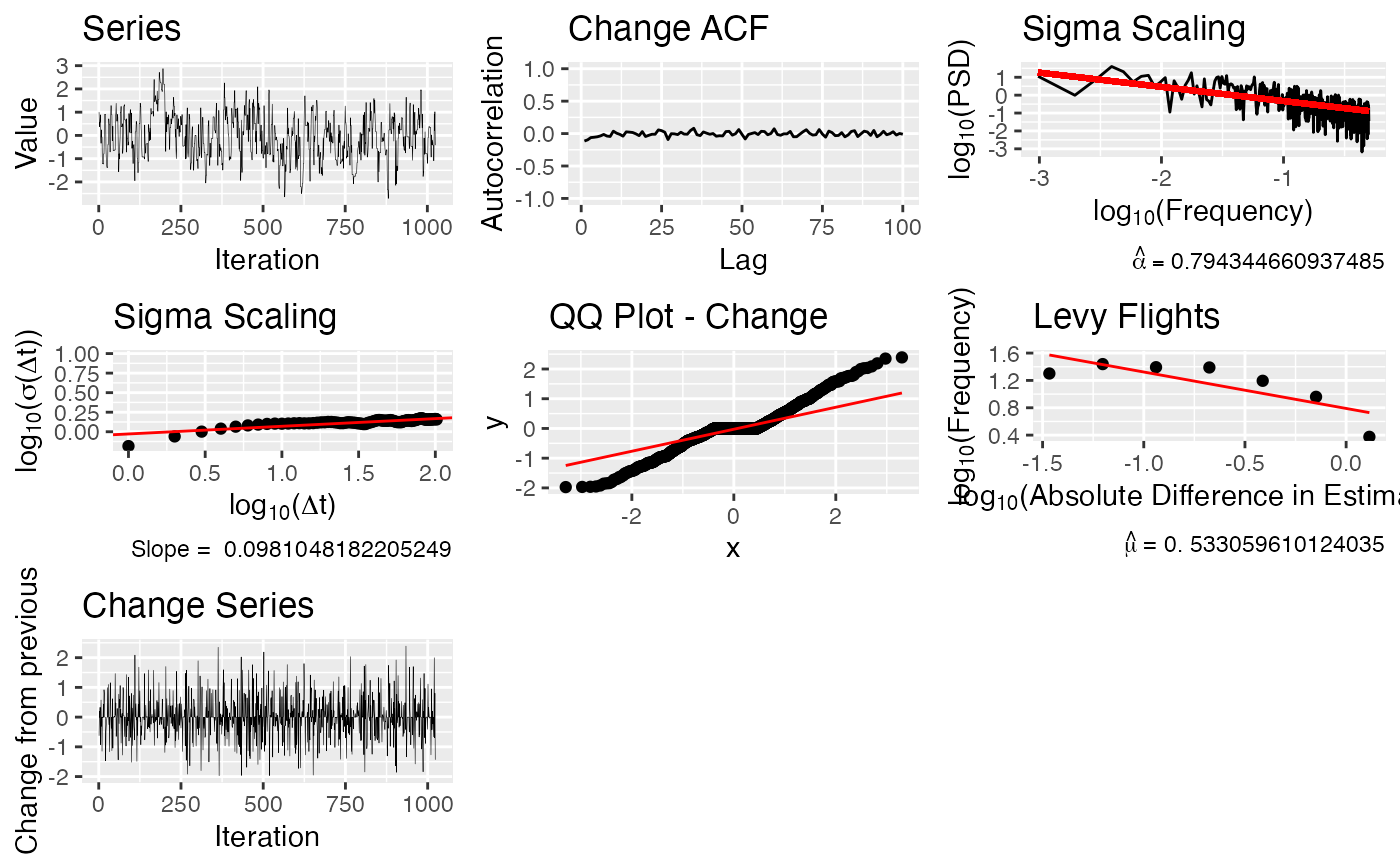 Series
Value
3
2
1
0
-1
-2
0 250 500 750 1000
Iteration
Change ACF
Autocorrelation
1.0
0.5
0.0
-0.5
-1.0
0 25 50 75 100
Lag
Sigma Scaling
log10(PSD)
1
0
-1
-2
-3
-3 -2 -1
log10(Frequency)
α̂ = 0.794344660937485
Sigma Scaling
log10(σ(Δt))
1.00
0.75
0.50
0.25
0.00
0.0 0.5 1.0 1.5 2.0
log10(Δt)
Slope = 0.0981048182205249
QQ Plot - Change
y
2
1
0
-1
-2
-2 0 2
x
Levy Flights
log10(Frequency)
1.6
1.2
0.8
0.4
-1.5 -1.0 -0.5 0.0
log10(Absolute Difference in Estima
μ̂ = 0. 533059610124035
Change Series
Change from previous
2
1
0
-1
-2
0 250 500 750 1000
Iteration